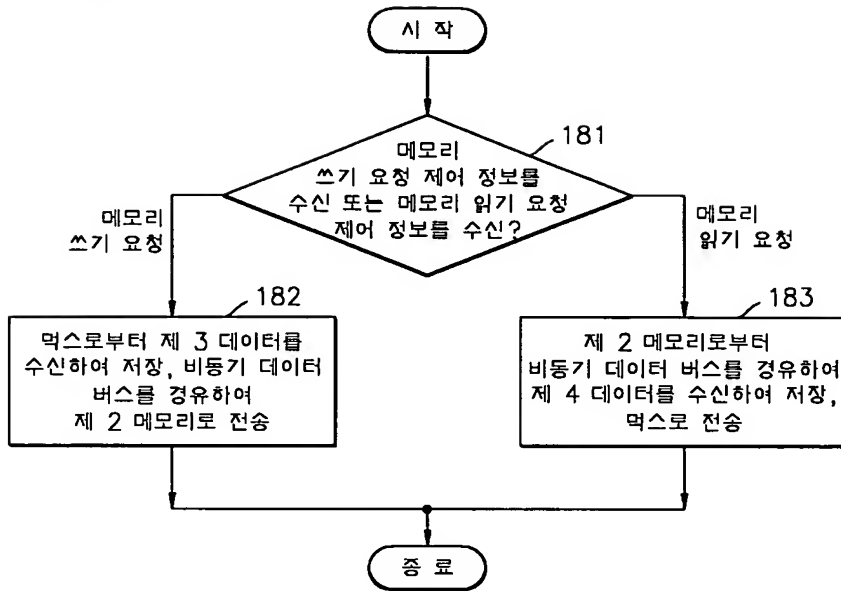 시 작
181
메모리
쓰기 요청 제어 정보를
수신 또는 메모리 읽기 요청
제어 정보를 수신?
메모리
쓰기 요청
메모리
읽기 요청
182
먹스로부터 제 3 데이터를
수신하여 저장, 비동기 데이터
버스를 경유하여
제 2 메모리로 전송
183
제 2 메모리로부터
비동기 데이터 버스를 경유하여
제 4 데이터를 수신하여 저장,
먹스로 전송
종 료